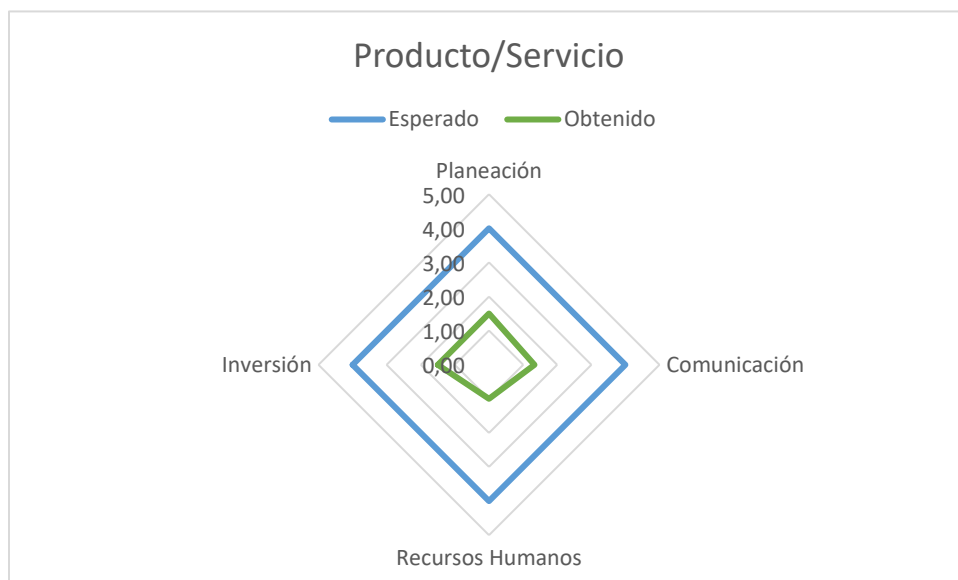 Producto/Servicio
Esperado Obtenido
Planeación
5,00
4,00
3,00
2,00
1,00
0,00
Inversión
Comunicación
Recursos Humanos